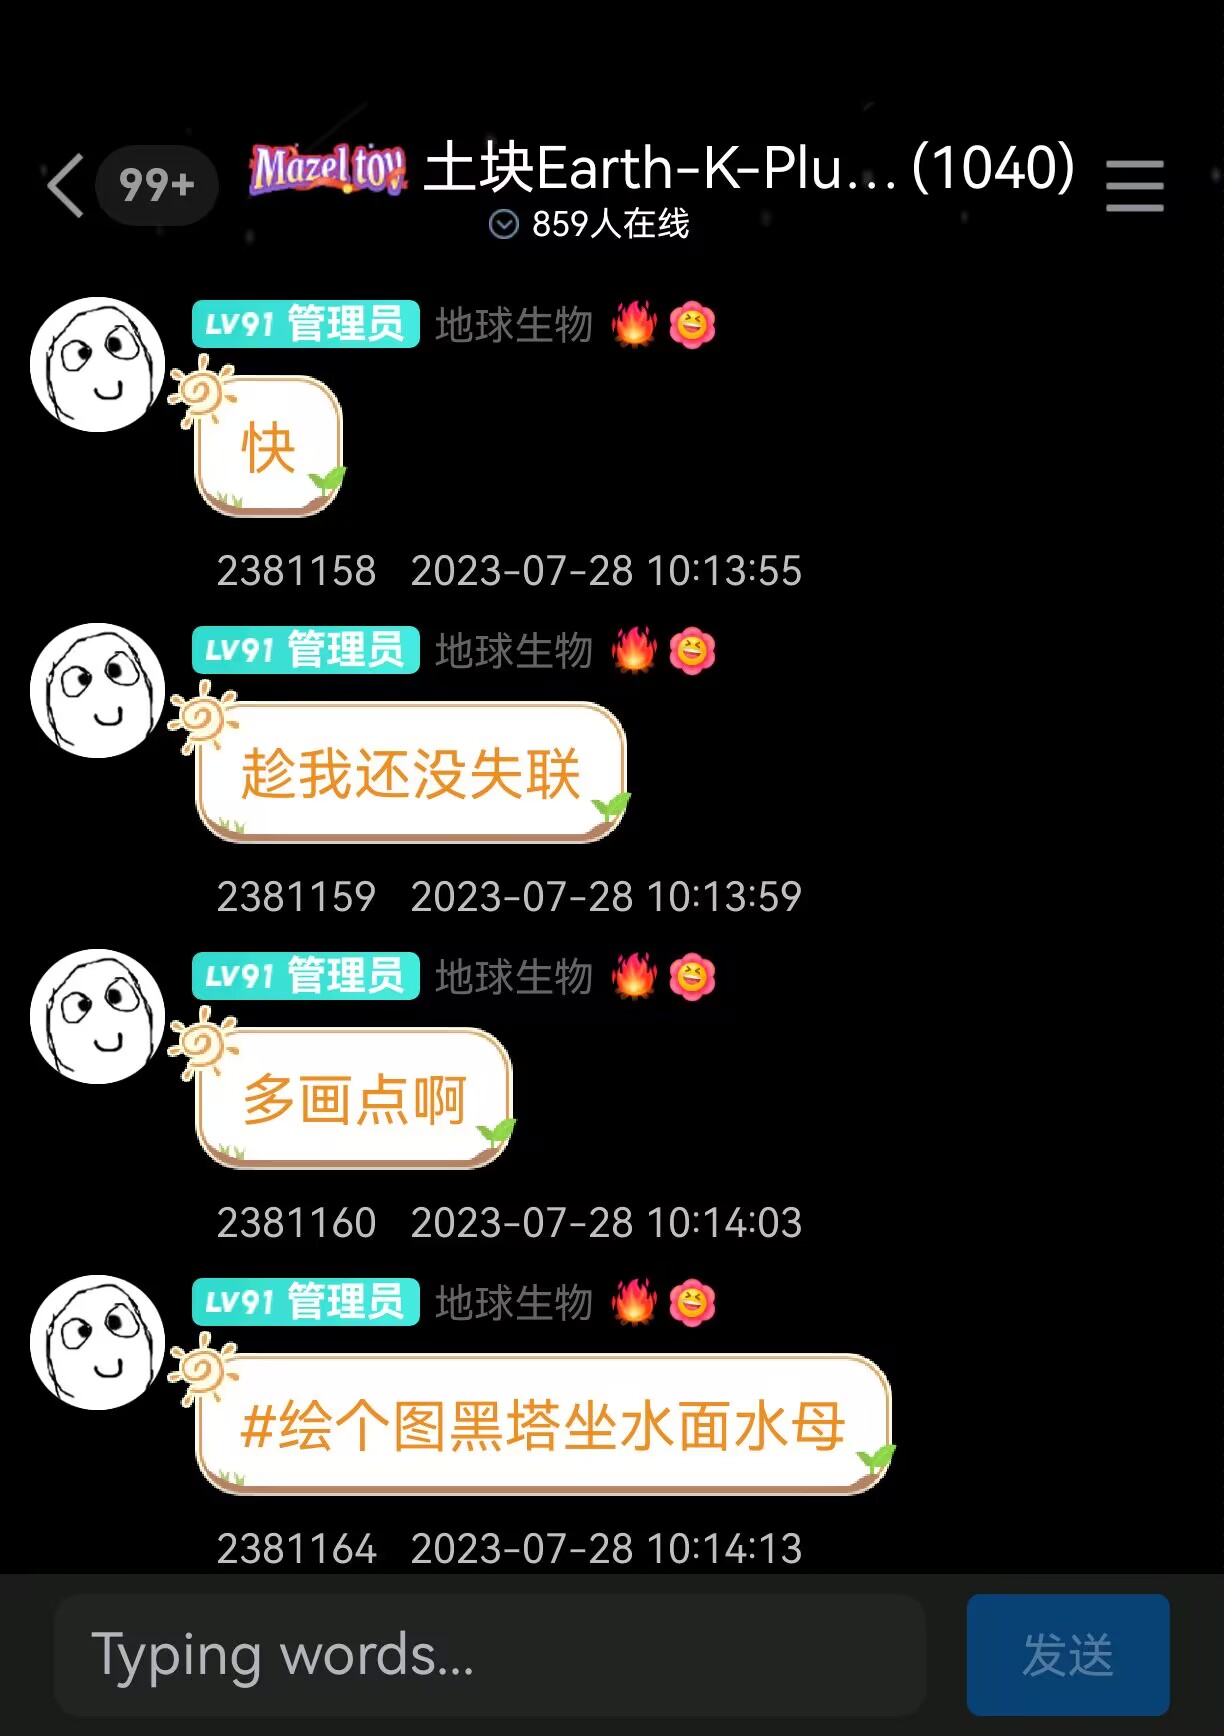 99+
Mazel tov
土块Earth-K-Plu... (1040)
859人在线
LV91 管理员 地球生物
快
2381158 2023-07-28 10:13:55
LV91 管理员 地球生物
趁我还没失联
2381159 2023-07-28 10:13:59
LV91 管理员 地球生物
多画点啊
2381160 2023-07-28 10:14:03
LV91 管理员 地球生物
#绘个图黑塔坐水面水母
2381164 2023-07-28 10:14:13
Typing words...
发送